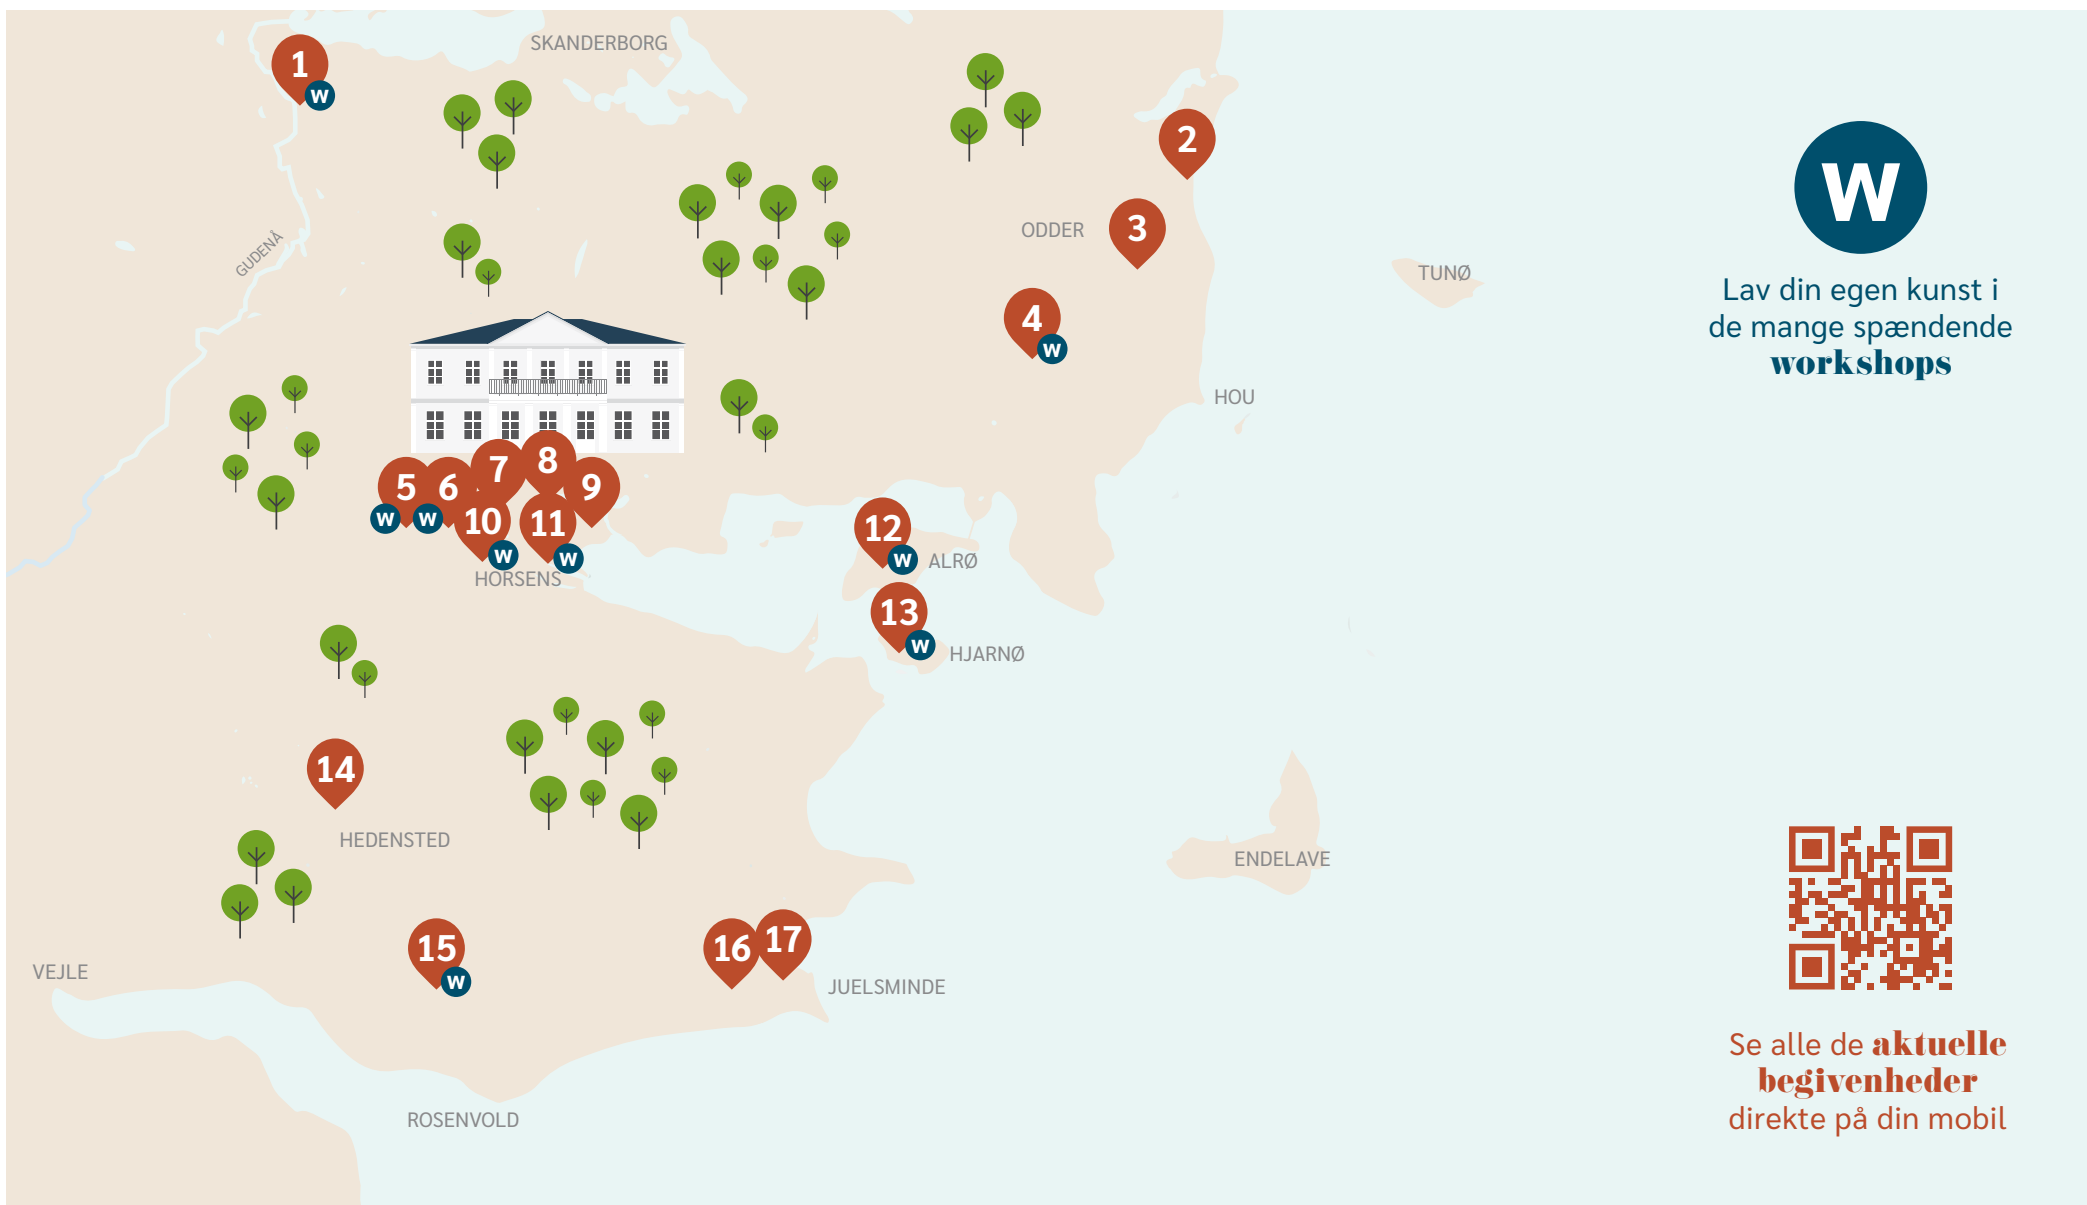 SKANDERBORG
1
W
2
W
GUDENÅ
ODDER
3
TUNØ
Lav din egen kunst i
de mange spændende
workshops
4
W
HOU
5
W
6
W
7
8
9
10
W
11
W
HORSENS
12
W
ALRØ
13
W
HJARNØ
14
HEDENSTED
ENDELAVE
15
W
16
17
VEJLE
JUELSMINDE
ROSENVOLD
Se alle de aktuelle
begivenheder
direkte på din mobil